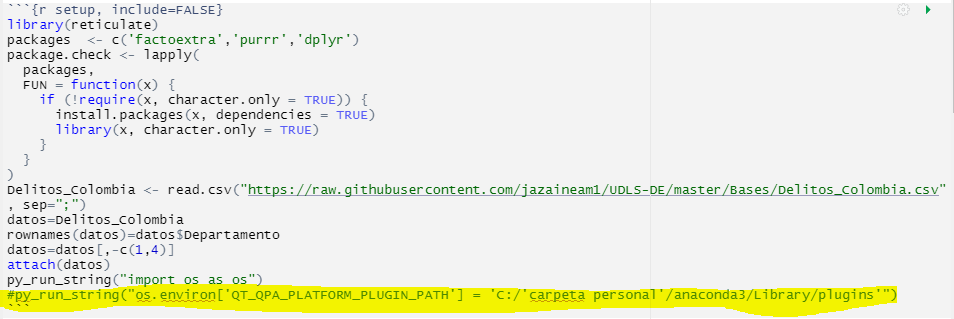 ```{r setup, include=FALSE}
library(reticulate)
packages  <- c('factoextra','purrr','dplyr')
package.check <- lapply(
  packages,
  FUN = function(x) {
    if (!require(x, character.only = TRUE)) {
      install.packages(x, dependencies = TRUE)
      library(x, character.only = TRUE)
    }
  }
)
Delitos_Colombia <- read.csv("https://raw.githubusercontent.com/jazaineam1/UDLS-DE/master/Bases/Delitos_Colombia.csv"
, sep=";")
datos=Delitos_Colombia
rownames(datos)=datos$Departamento
datos=datos[,-c(1,4)]
attach(datos)
py_run_string("import os as os")
#py_run_string("os.environ['QT_QPA_PLATFORM_PLUGIN_PATH'] = 'C:/'carpeta personal'/anaconda3/Library/plugins'")
```